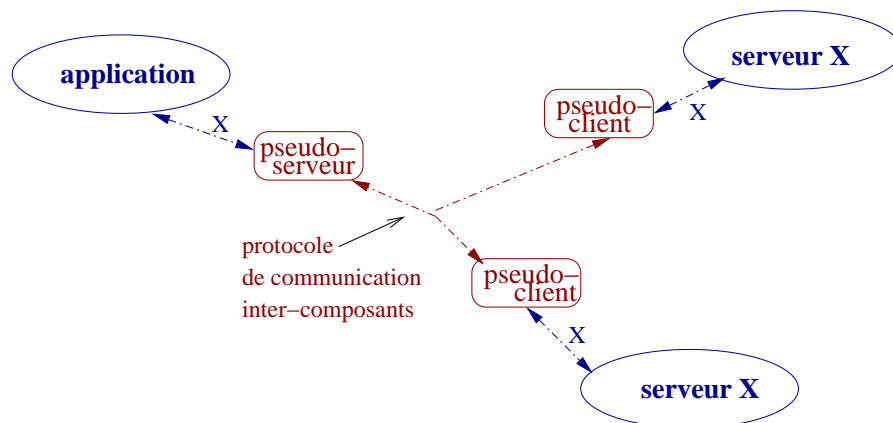 application
serveur X
X
pseudo−
serveur
pseudo−
client
X
protocole
de communication
inter−composants
pseudo−
client
X
serveur X